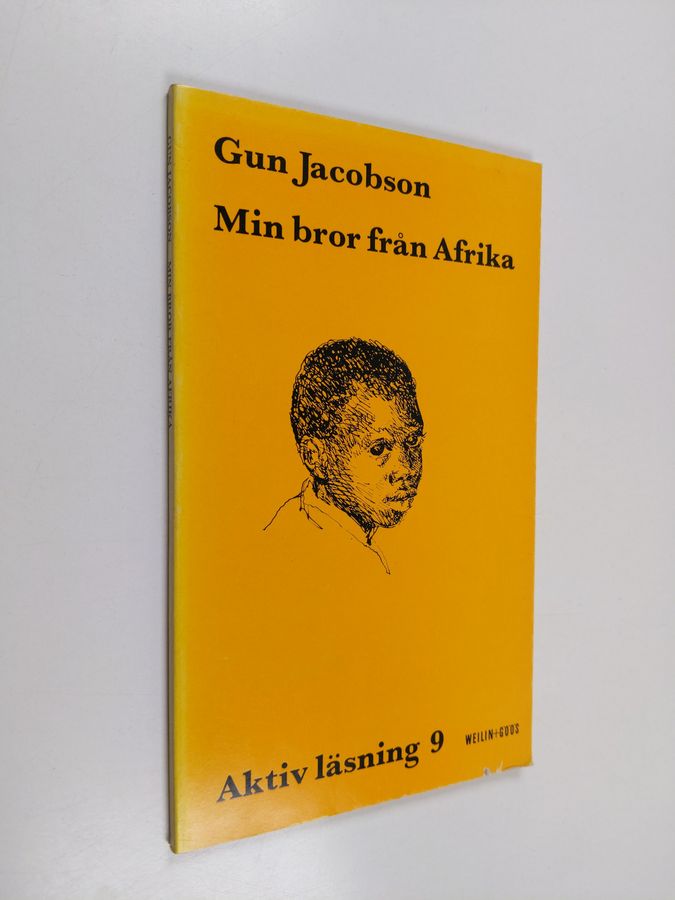 Gun Jacobson
Min bror från Afrika
Aktiv läsning 9
WEILIN+GÖÖS
GUN JACOBSON MIN BROR FRÅN AFRIKA